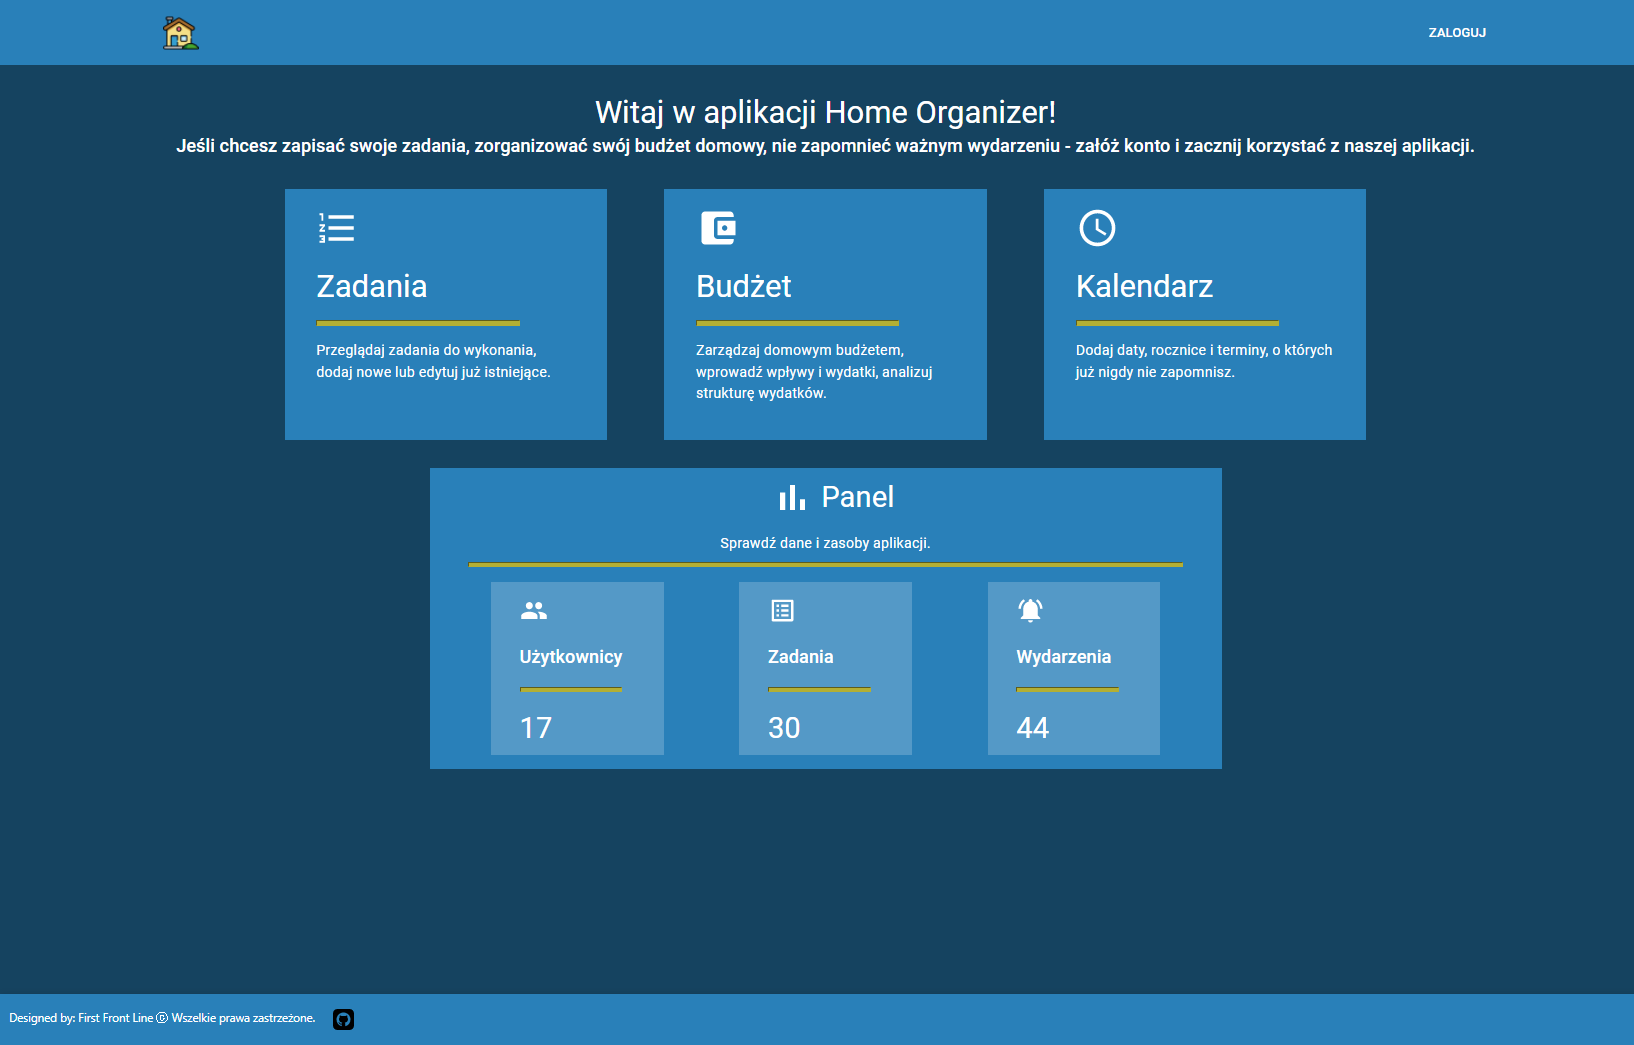 ZALOGUJ
Witaj w aplikacji Home Organizer!
Jeśli chcesz zapisać swoje zadania, zorganizować swój budżet domowy, nie zapomnieć ważnym wydarzeniu - załóż konto i zacznij korzystać z naszej aplikacji.
Zadania
Przeglądaj zadania do wykonania,
dodaj nowe lub edytuj już istniejące.
Budżet
Zarządzaj domowym budżetem,
wprowadź wpływy i wydatki, analizuj
strukturę wydatków.
Kalendarz
Dodaj daty, rocznice i terminy, o których
już nigdy nie zapomnisz.
Panel
Sprawdź dane i zasoby aplikacji.
Użytkownicy
17
Zadania
30
Wydarzenia
44
Designed by: First Front Line © Wszelkie prawa zastrzeżone.